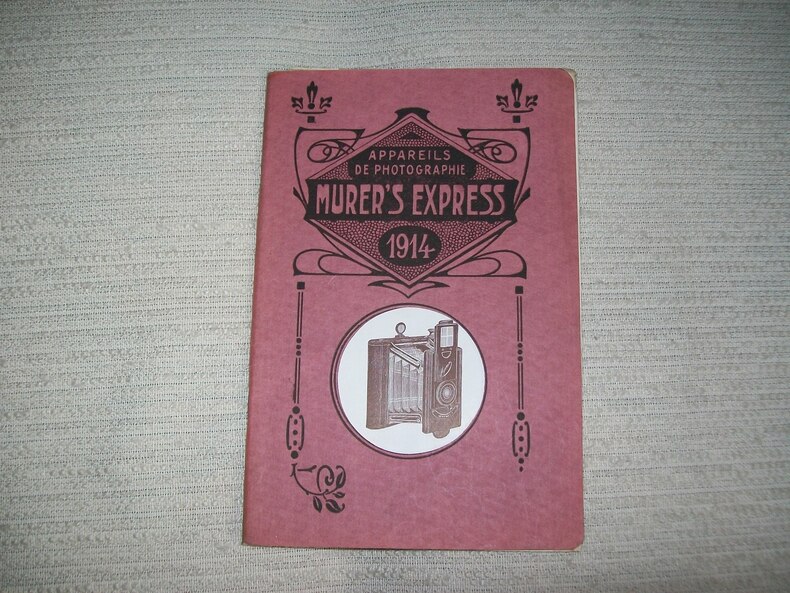 APPAREILS
DE PHOTOGRAPHIE
MURER'S EXPRESS
1914